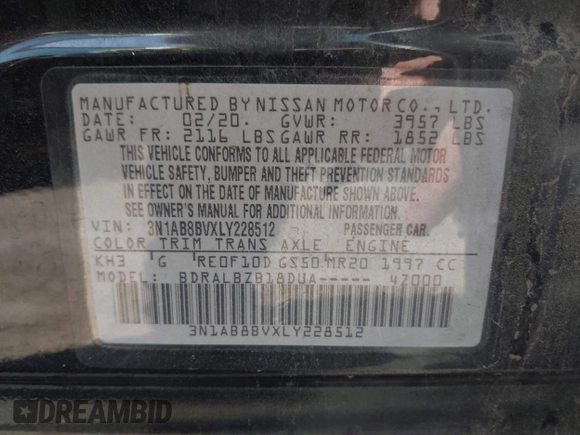 MANUFACTURED BY NISSAN MOTOR CO., LTD.
DATE: 02/20. GVWR: 3957 LBS
GAWR FR: 2116 LBS GAWR RR: 1852 LBS
THIS VEHICLE CONFORMS TO ALL APPLICABLE FEDERAL MOTOR
VEHICLE SAFETY, BUMPER AND THEFT PREVENTION STANDARDS
IN EFFECT ON THE DATE OF MANUFACTURE SHOWN ABOVE.
SEE OWNER'S MANUAL FOR ADDITIONAL INFORMATION.
VIN: 3N1AB8BVXLY228512 PASSENGER CAR.
COLOR TRIM TRANS AXLE ENGINE
KH3 G RE0F10D GS50 MR20 1997 CC
MODEL: BDRALBZB18DUA----- 4Z000
3N1AB8BVXLY228512
DREAMBID